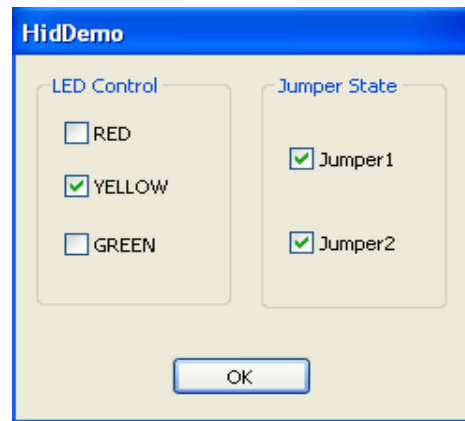 HidDemo
LED Control
RED
YELLOW
GREEN
Jumper State
Jumper1
Jumper2
OK